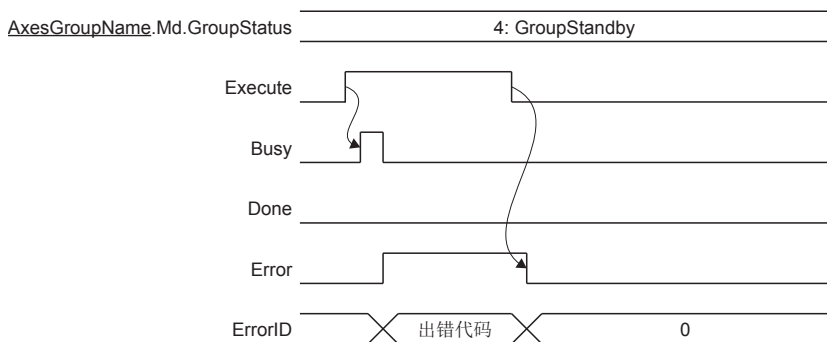 AxesGroupName.Md.GroupStatus 4: GroupStandby
Execute
Busy
Done
Error
ErrorID 出错代码 0